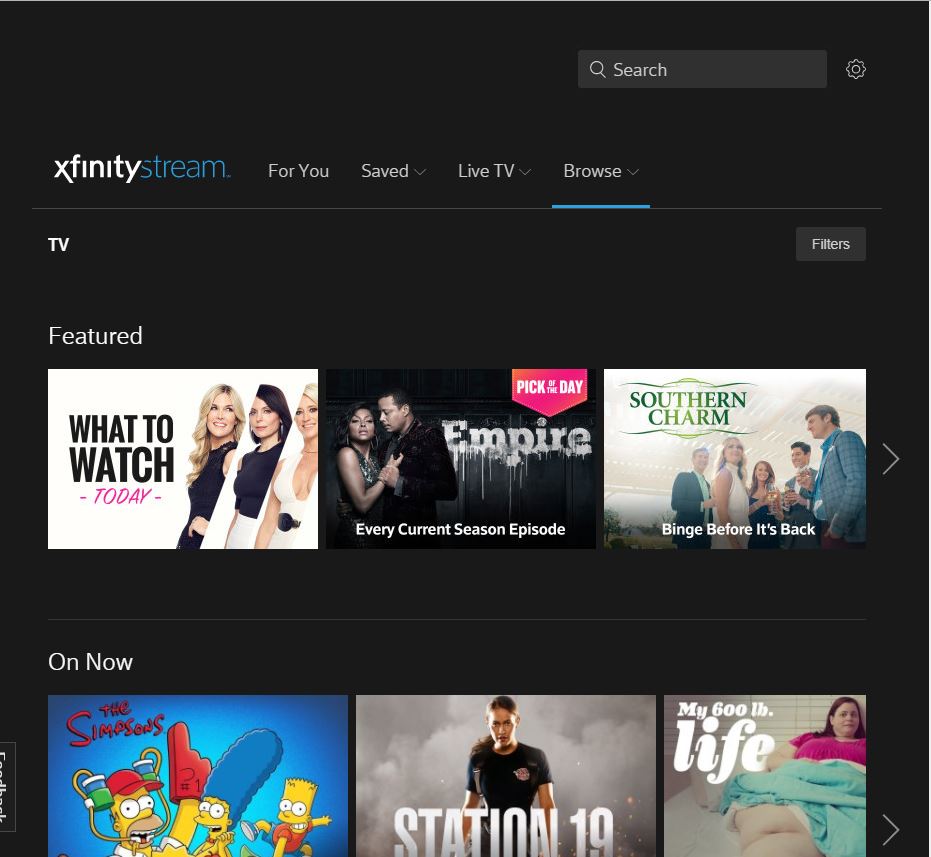 Search
xfinitystream
For You Saved Live TV Browse
TV
Filters
Featured
WHAT TO
WATCH
- TODAY -
PICK OF THE DAY
Empire
Every Current Season Episode
SOUTHERN
CHARM
Binge Before It's Back
On Now
THE
SIMPSONS
#1
STATION 19
My 600 lb.
life
Feedback